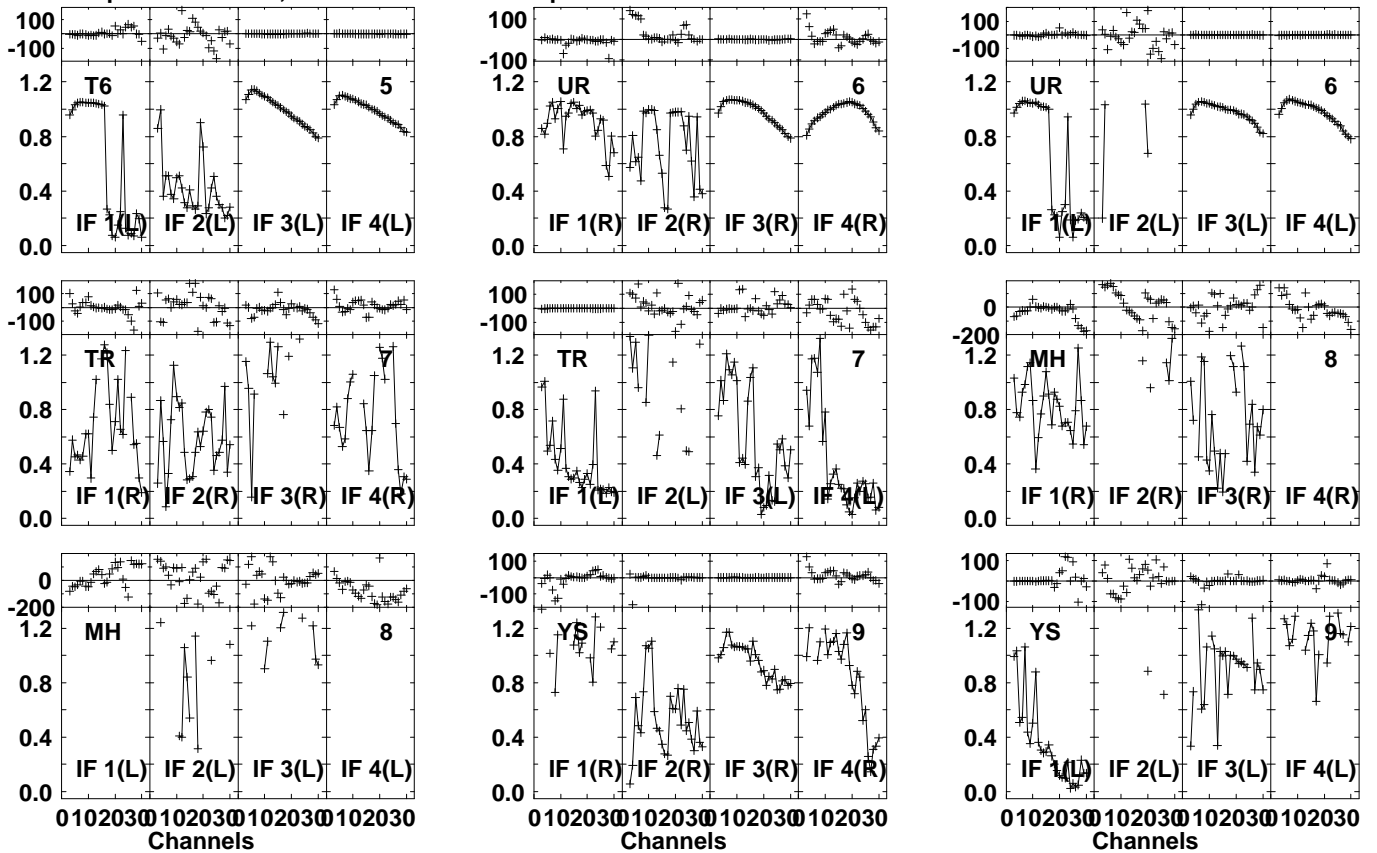 100
-100
1.2
0.8
0.4
0.0
T6 5
IF 1(L) IF 2(L) IF 3(L) IF 4(L)
100
-100
1.2
0.8
0.4
0.0
UR 6
IF 1(R) IF 2(R) IF 3(R) IF 4(R)
100
-100
1.2
0.8
0.4
0.0
UR 6
IF 1(L) IF 2(L) IF 3(L) IF 4(L)
100
-100
1.2
0.8
0.4
0.0
TR 7
IF 1(R) IF 2(R) IF 3(R) IF 4(R)
100
-100
1.2
0.8
0.4
0.0
TR 7
IF 1(L) IF 2(L) IF 3(L) IF 4(L)
0
-200
1.2
0.8
0.4
0.0
MH 8
IF 1(R) IF 2(R) IF 3(R) IF 4(R)
0
-200
1.2
0.8
0.4
0.0
MH 8
IF 1(L) IF 2(L) IF 3(L) IF 4(L)
0102030 0102030 0102030 0102030
Channels
100
-100
1.2
0.8
0.4
0.0
YS 9
IF 1(R) IF 2(R) IF 3(R) IF 4(R)
0102030 0102030 0102030 0102030
Channels
100
-100
1.2
0.8
0.4
0.0
YS 9
IF 1(L) IF 2(L) IF 3(L) IF 4(L)
0102030 0102030 0102030 0102030
Channels